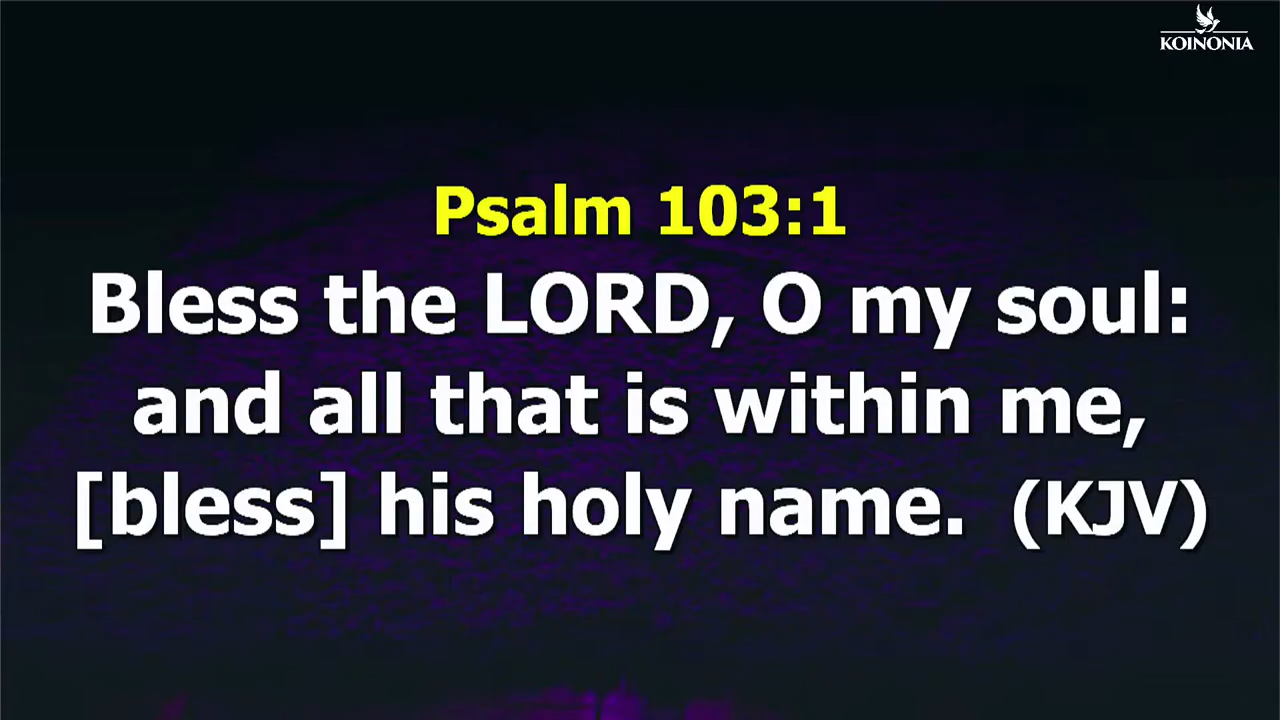 KOINONIA
Psalm 103:1
Bless the LORD, O my soul:
and all that is within me,
[bless] his holy name. (KJV)